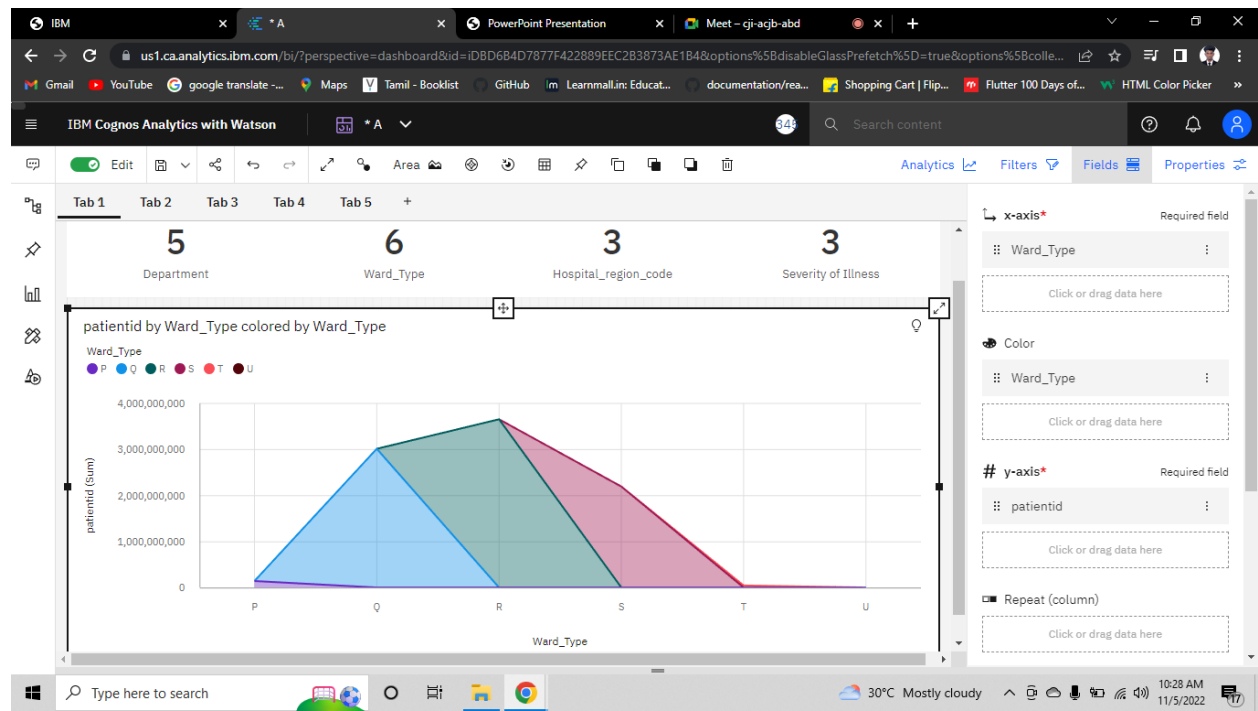 IBM
* A
PowerPoint Presentation
Meet – cji-acjb-abd
us1.ca.analytics.ibm.com/bi/?perspective=dashboard&id=iDBD6B4D7877F422889EEC2B3873AE1B4&options%5BdisableGlassPrefetch%5D=true&options%5Bcolle...
Gmail
YouTube
google translate -...
Maps
Tamil - Booklist
GitHub
Learnmall.in: Educat...
documentation/rea...
Shopping Cart | Flip...
Flutter 100 Days of...
HTML Color Picker
»
IBM Cognos Analytics with Watson
* A
Search content
Edit
Area
Analytics
Filters
Fields
Properties
Tab 1
Tab 2
Tab 3
Tab 4
Tab 5
+
5
6
3
3
Department
Ward_Type
Hospital_region_code
Severity of Illness
patientid by Ward_Type colored by Ward_Type
Ward_Type
P Q R S T U
patientid (Sum)
4,000,000,000
3,000,000,000
2,000,000,000
1,000,000,000
0
P Q R S T U
Ward_Type
x-axis*
Required field
Ward_Type
Click or drag data here
Color
Ward_Type
Click or drag data here
# y-axis*
Required field
patientid
Click or drag data here
Repeat (column)
Click or drag data here
Type here to search
30°C Mostly cloudy
10:28 AM
11/5/2022
17